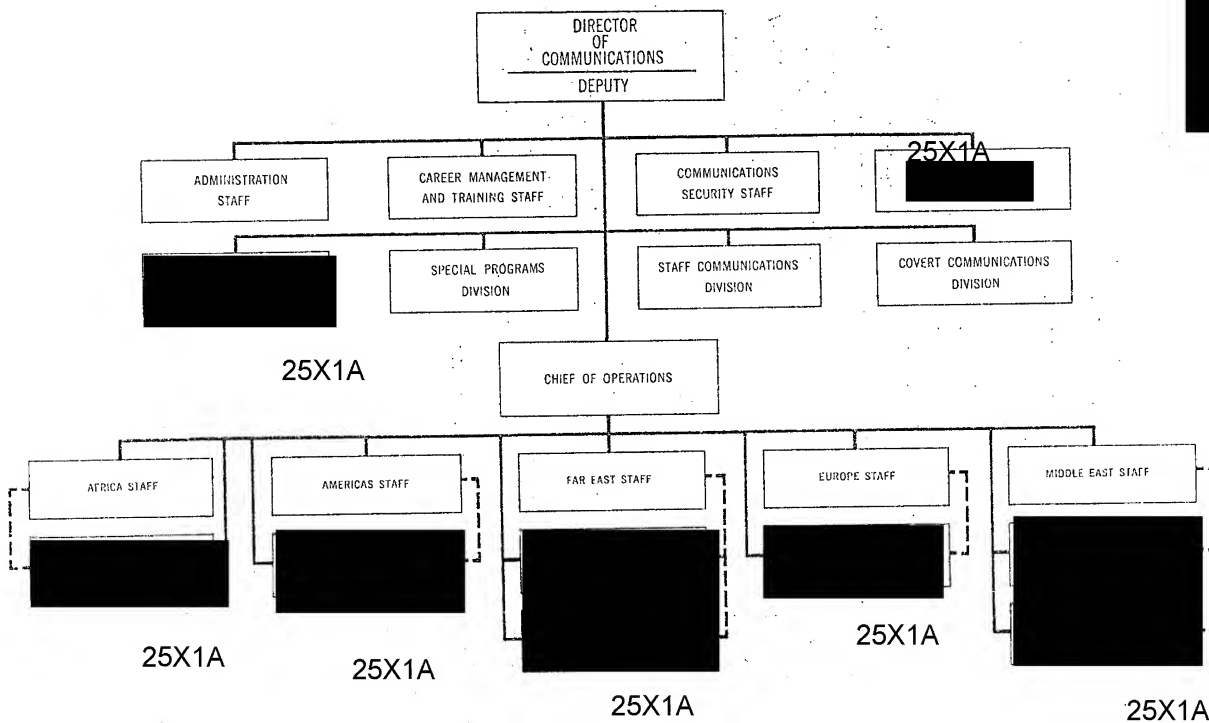 DIRECTOR
OF
COMMUNICATIONS
DEPUTY
25X1A
ADMINISTRATION
STAFF
CAREER MANAGEMENT
AND TRAINING STAFF
COMMUNICATIONS
SECURITY STAFF
SPECIAL PROGRAMS
DIVISION
STAFF COMMUNICATIONS
DIVISION
COVERT COMMUNICATIONS
DIVISION
25X1A
CHIEF OF OPERATIONS
AFRICA STAFF
AMERICAS STAFF
FAR EAST STAFF
EUROPE STAFF
MIDDLE EAST STAFF
25X1A
25X1A
25X1A
25X1A
25X1A